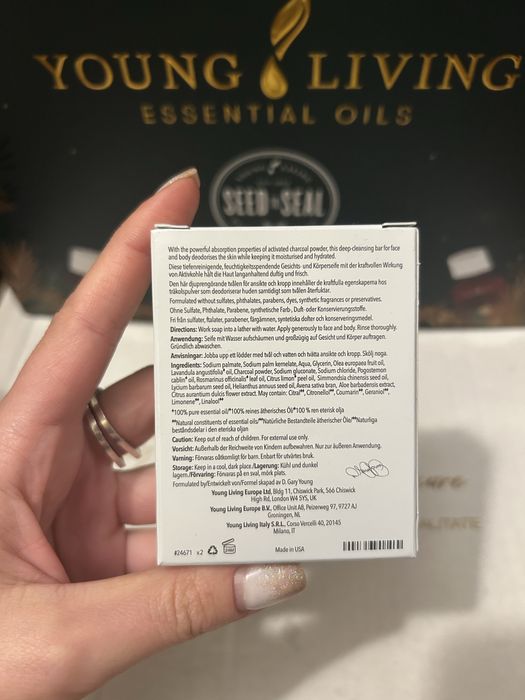 YOUNG LIVING
ESSENTIAL OILS
YOUNG LIVING
SEED TO SEAL
With the powerful absorption properties of activated charcoal powder, this deep-cleansing bar for face
and body deodorises the skin while keeping it moisturised and hydrated.
Diese tiefenreinigende, feuchtigkeitsspendende Gesichts- und Körperseife mit der kraftvollen Wirkung
von Aktivkohle hält die Haut langanhaltend duftig und frisch.
Den här djuprengörande tvålen för ansikte och kropp innehåller de kraftfulla egenskaperna hos
träkolspulver som deodoriserar huden samtidigt som tvålen återfuktar.
Formulated without sulfates, phthalates, parabens, dyes, synthetic fragrances or preservatives.
Ohne Sulfate, Phthalate, Parabene, synthetische Farb-, Duft- oder Konservierungsstoffe.
Fri från sulfater, ftalater, parabener, färgämnen, syntetiska dofter och konserveringsmedel.
Directions: Work soap into a lather with water. Apply generously to face and body. Rinse thoroughly.
Anwendung: Seife mit Wasser aufschäumen und großzügig auf Gesicht und Körper auftragen.
Gründlich abwaschen.
Anvisningar: Jobba upp ett lödder med tvål och vatten och tvätta ansikte och kropp. Skölj noga.
Ingredients: Sodium palmate, Sodium palm kernelate, Aqua, Glycerin, Olea europaea fruit oil,
Lavandula angustifolia* oil, Charcoal powder, Sodium gluconate, Sodium chloride, Pogostemon
cablin* oil, Rosmarinus officinalis* leaf oil, Citrus limon* peel oil, Simmondsia chinensis seed oil,
Lycium barbarum seed oil, Helianthus annuus seed oil, Avena sativa bran, Aloe barbadensis extract,
Citrus aurantium dulcis flower extract. May contain: Citral**, Citronellol**, Coumarin**, Geraniol**,
Limonene**, Linalool**
*100% pure essential oil/*100% reines ätherisches Öl/*100 % ren eterisk olja
**Natural constituents of essential oils/**Natürliche Bestandteile ätherischer Öle/**Naturliga
beståndsdelar i den eteriska oljan
Caution: Keep out of reach of children. For external use only.
Vorsicht: Außerhalb der Reichweite von Kindern aufbewahren. Nur zur äußeren Anwendung.
Varning: Förvaras oåtkomligt för barn. Enbart för utvärtes bruk.
Storage: Keep in a cool, dark place./Lagerung: Kühl und dunkel
lagern./Förvaring: Förvaras på en sval, mörk plats.
Formulated by/Entwickelt von/Formel skapad av D. Gary Young
Young Living Europe Ltd, Bldg 11, Chiswick Park, 566 Chiswick
High Rd, London W4 5YS, UK
Young Living Europe B.V., Office Unit AB, Peizerweg 97, 9727 AJ
Groningen, NL
Young Living Italy S.R.L., Corso Vercelli 40, 20145
Milano, IT
#24671 x2
Made in USA